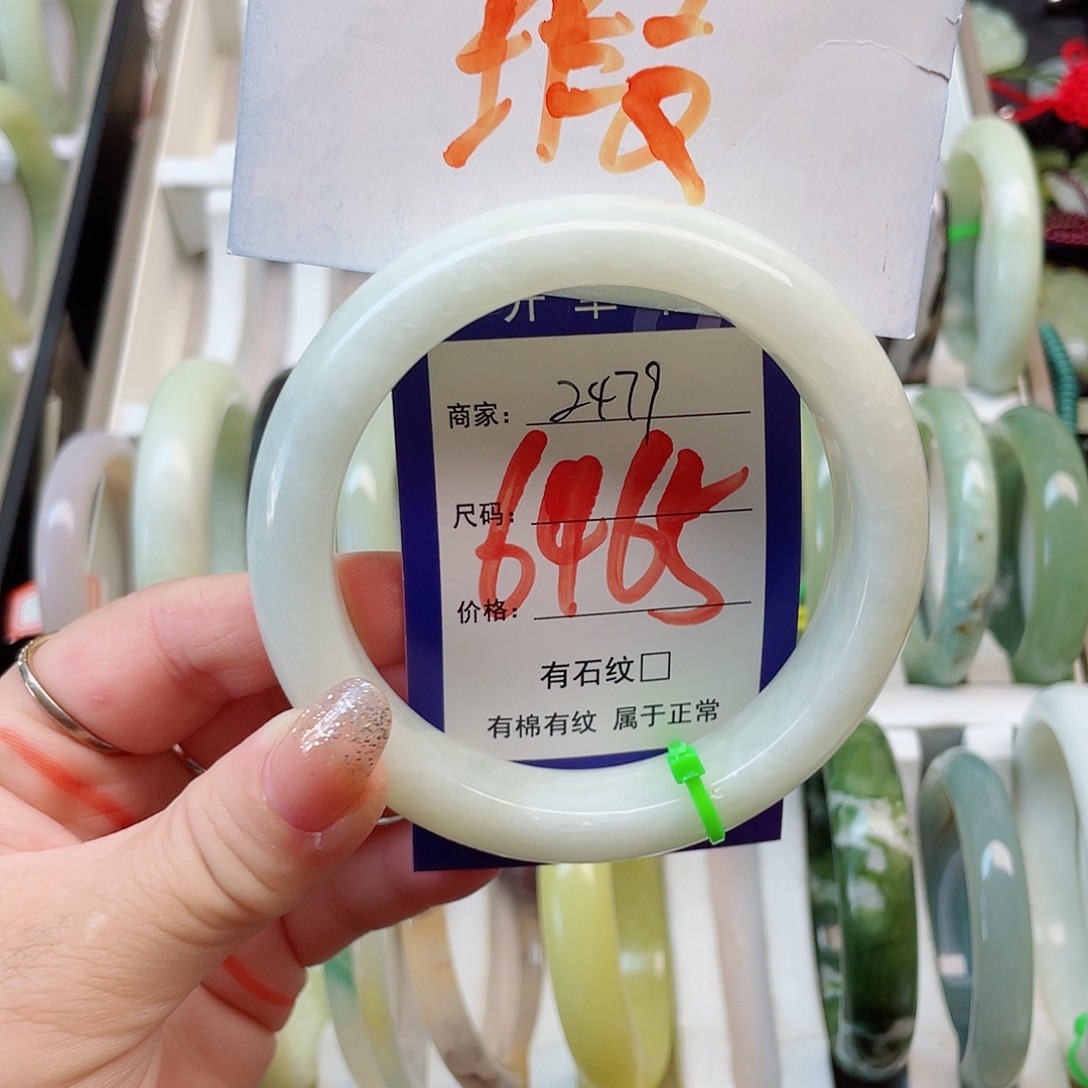 商家： 2479
尺码：
6465
价格：
有石纹□
有棉有纹 属于正常